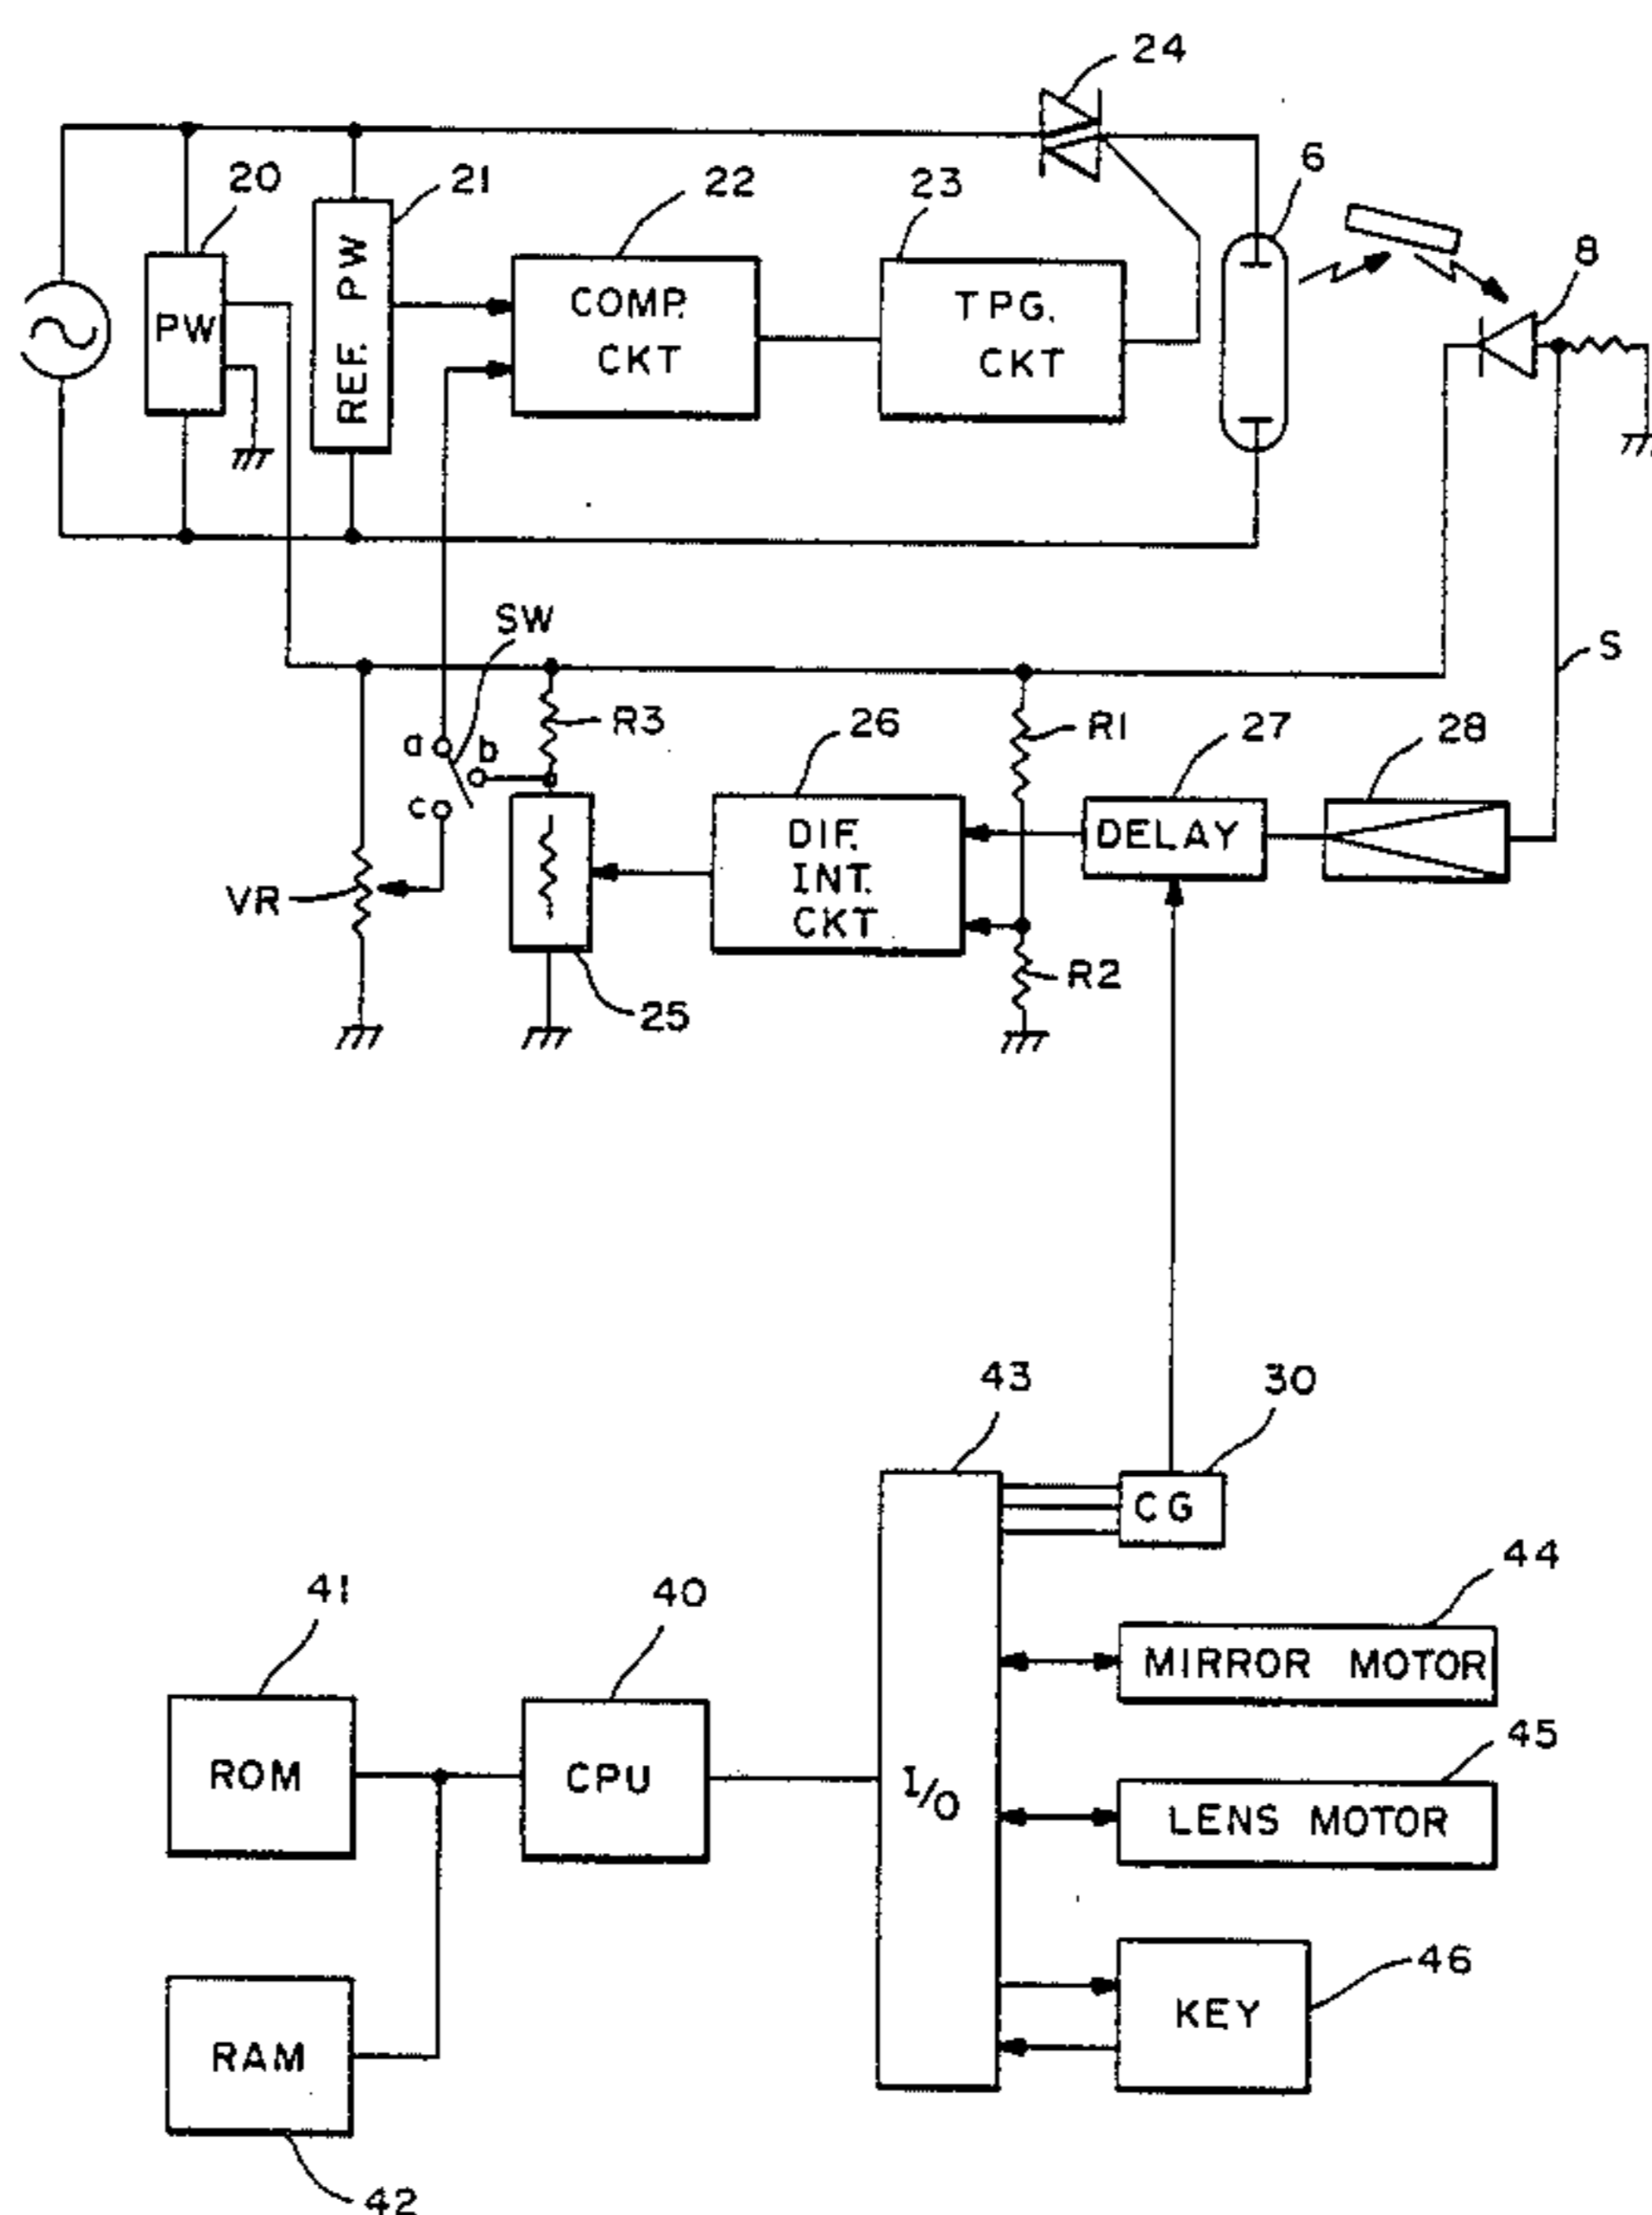 24
20
21
22
23
6
8
PW
REF. PW
COMP.
CKT
TPG.
CKT
SW
S
R3
26
R1
27
28
a
b
c
VR
DIF.
INT.
CKT
DELAY
R2
25
43
30
CG
41
40
44
MIRROR MOTOR
ROM
CPU
I/O
45
LENS MOTOR
46
KEY
RAM
42